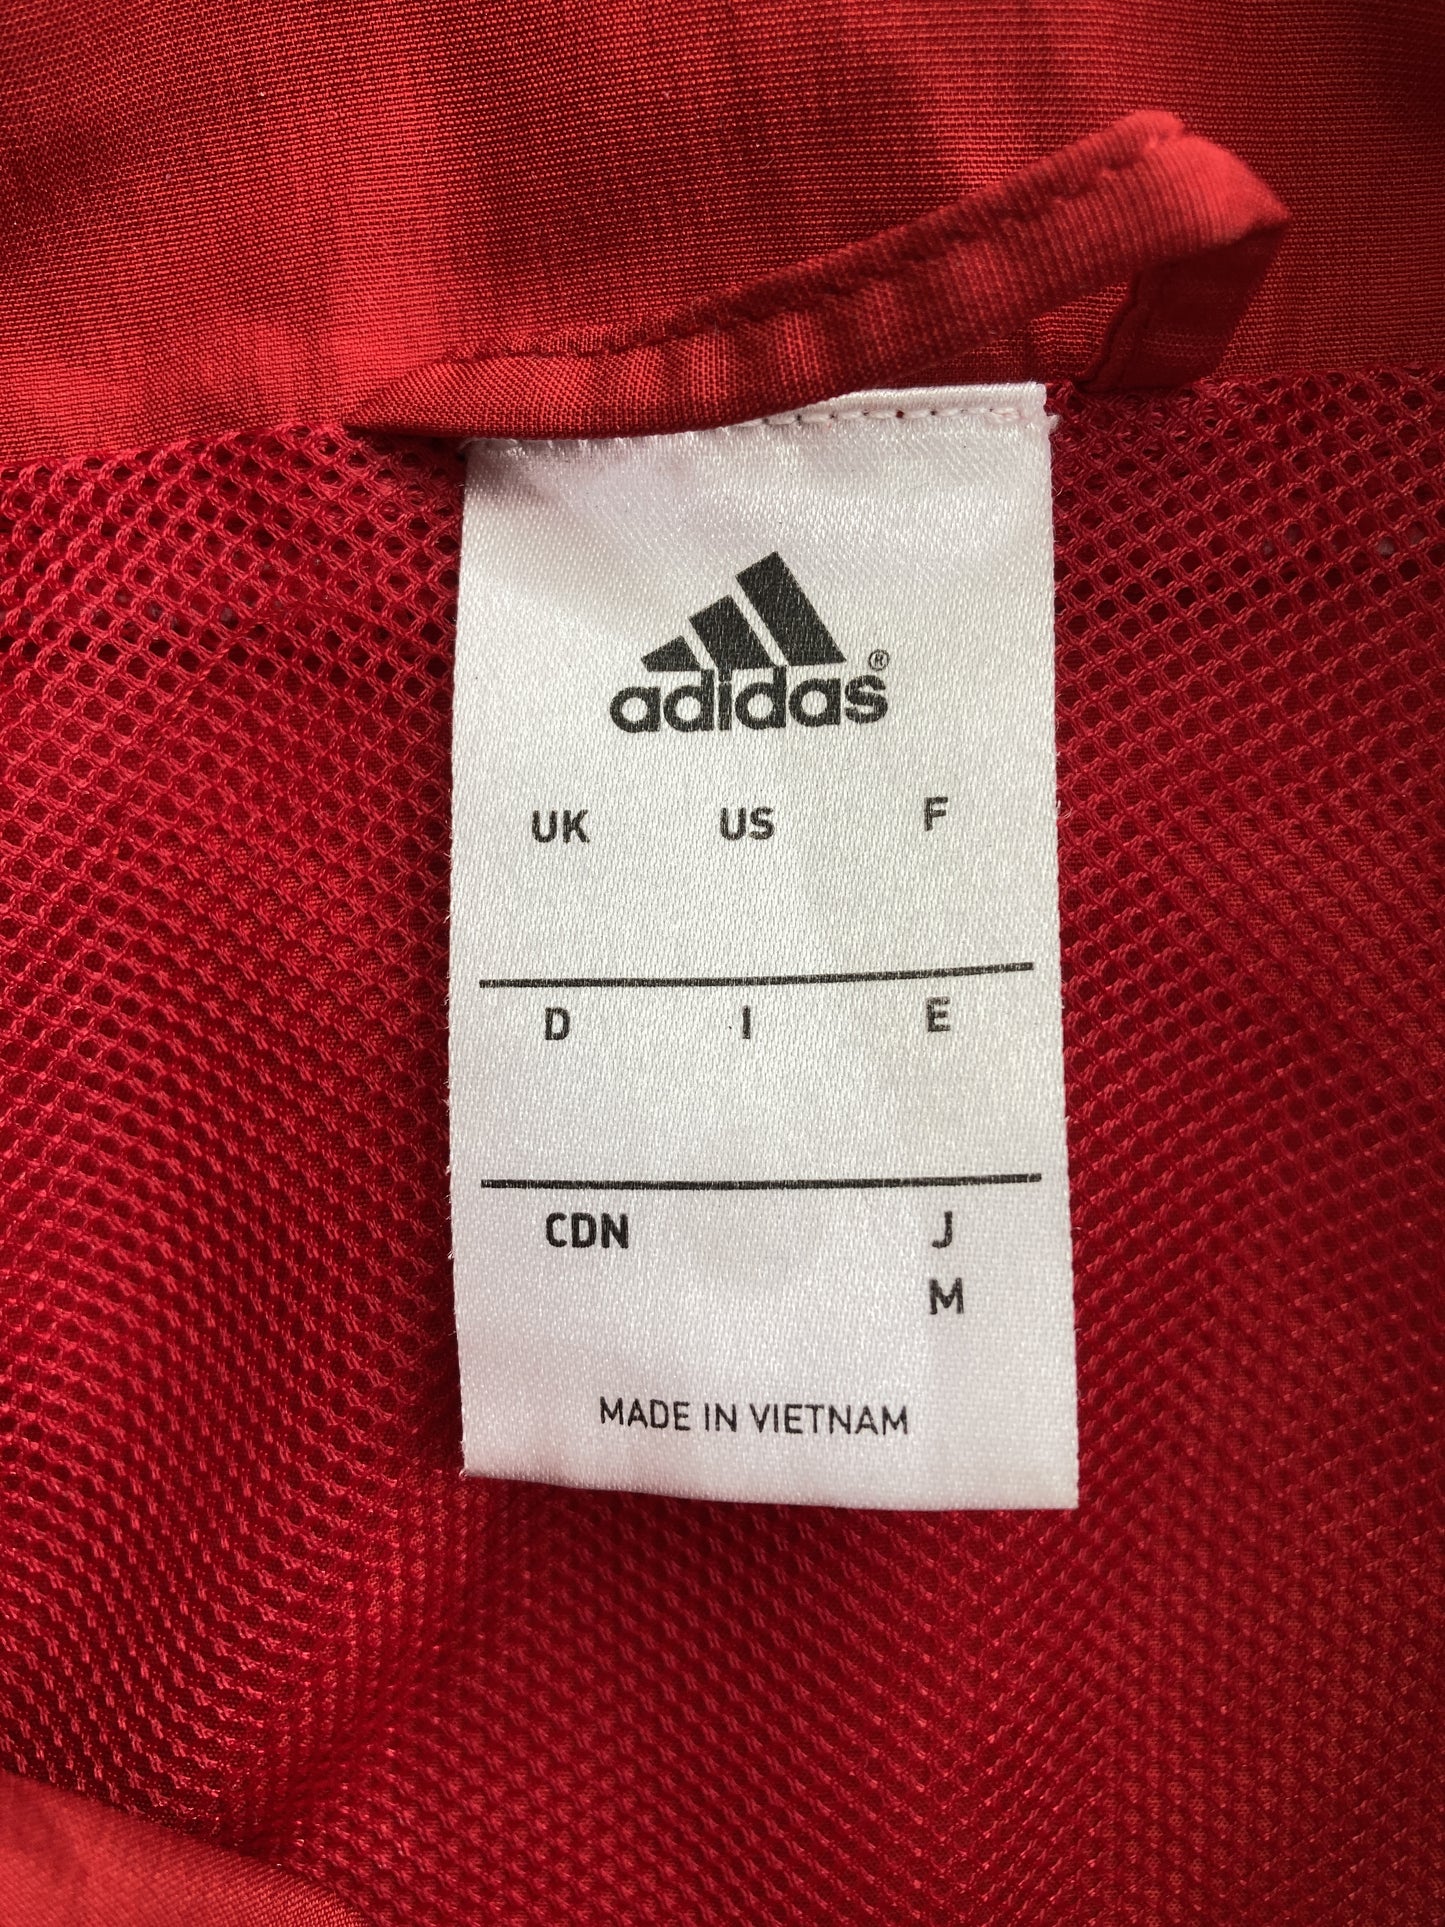 adidas®
UK US F
D I E
CDN J
M
MADE IN VIETNAM